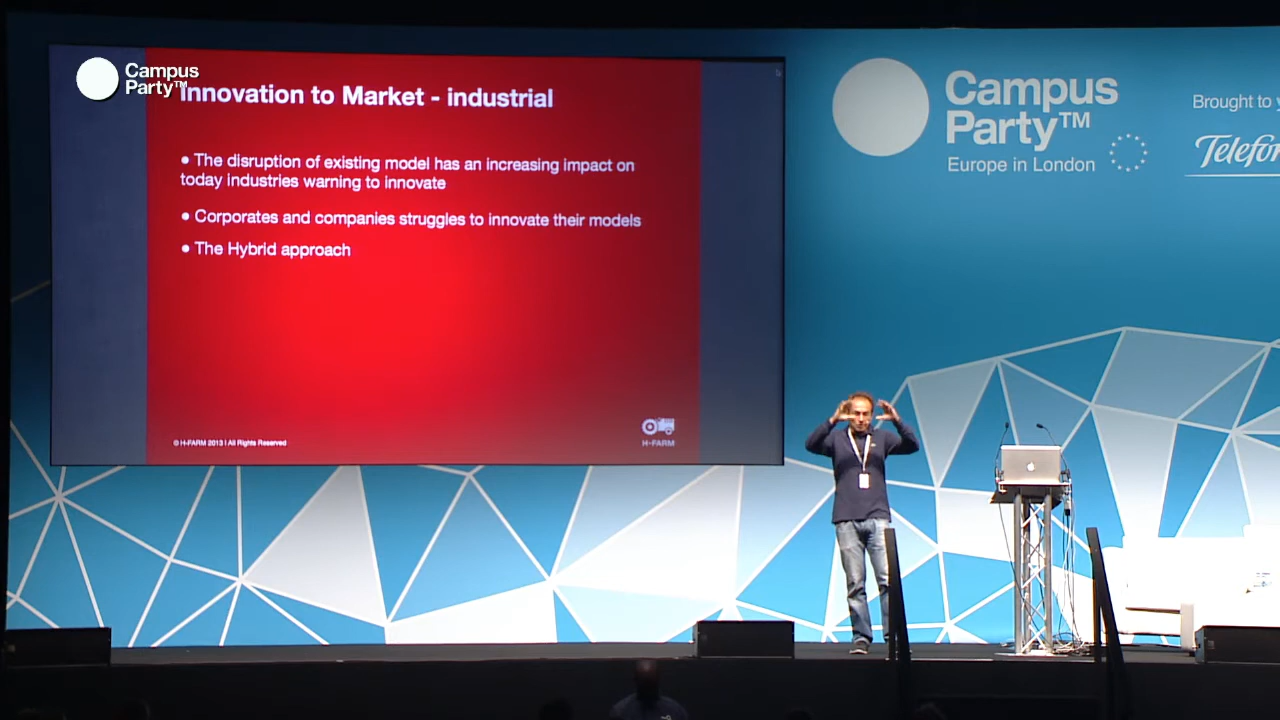 Campus
Party™
Innovation to Market - industrial
• The disruption of existing model has an increasing impact on
today industries warning to innovate
• Corporates and companies struggles to innovate their models
• The Hybrid approach
© H-FARM 2013 | All Rights Reserved
H-FARM
Campus
Party™
Europe in London
Brought to